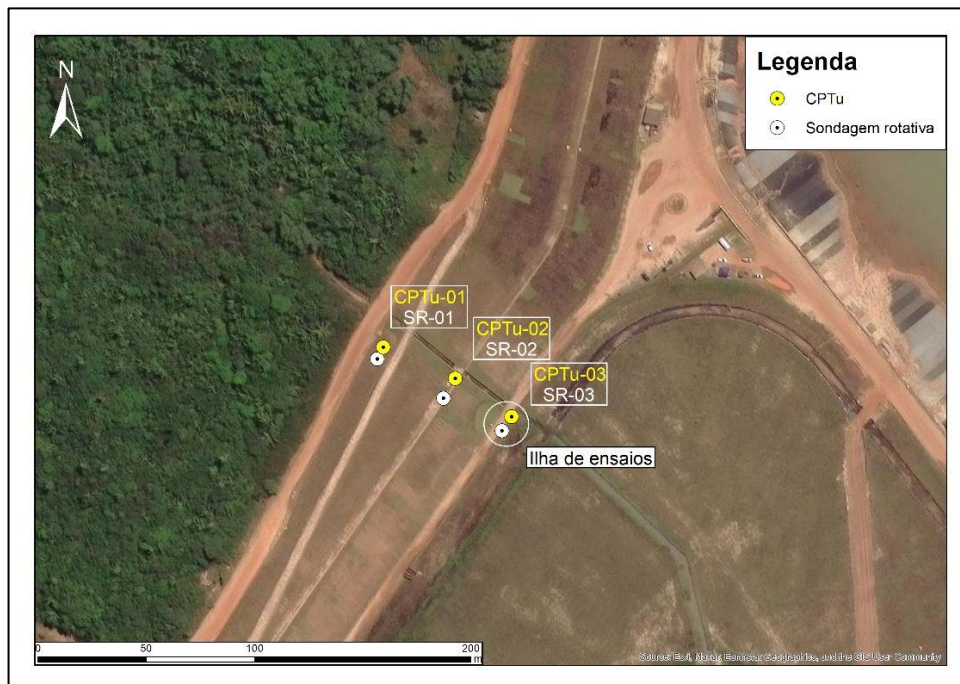 Legenda
CPTu
Sondagem rotativa
N
CPTu-01
SR-01
CPTu-02
SR-02
CPTu-03
SR-03
Ilha de ensaios
0 50 100 200
m
Source: Esri, Maxar, Earthstar Geographics, and the GIS User Community